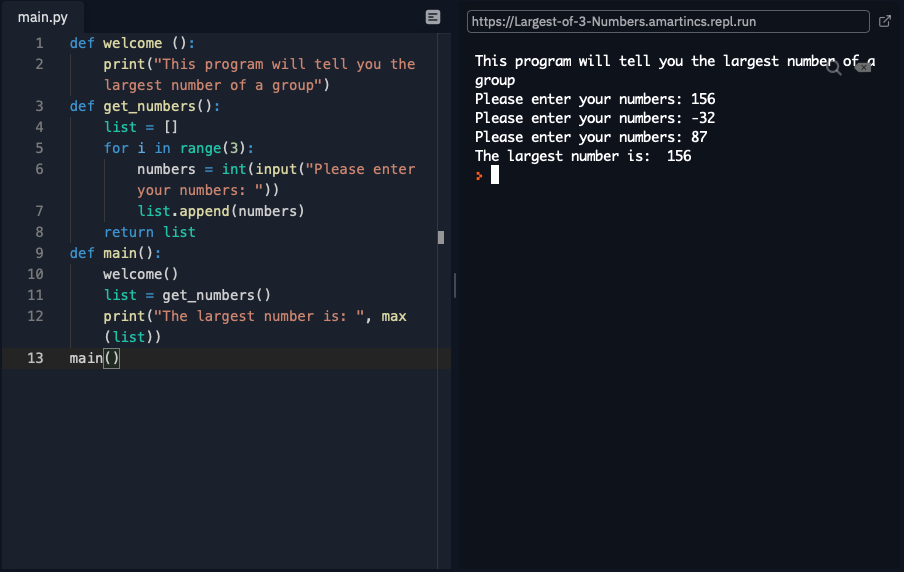 main.py
1 def welcome ():
2 print("This program will tell you the
largest number of a group")
3 def get_numbers():
4 list = []
5 for i in range(3):
6 numbers = int(input("Please enter
your numbers: "))
7 list.append(numbers)
8 return list
9 def main():
10 welcome()
11 list = get_numbers()
12 print("The largest number is: ", max
(list))
13 main()
https://Largest-of-3-Numbers.amartincs.repl.run
This program will tell you the largest number of a
group
Please enter your numbers: 156
Please enter your numbers: -32
Please enter your numbers: 87
The largest number is:  156